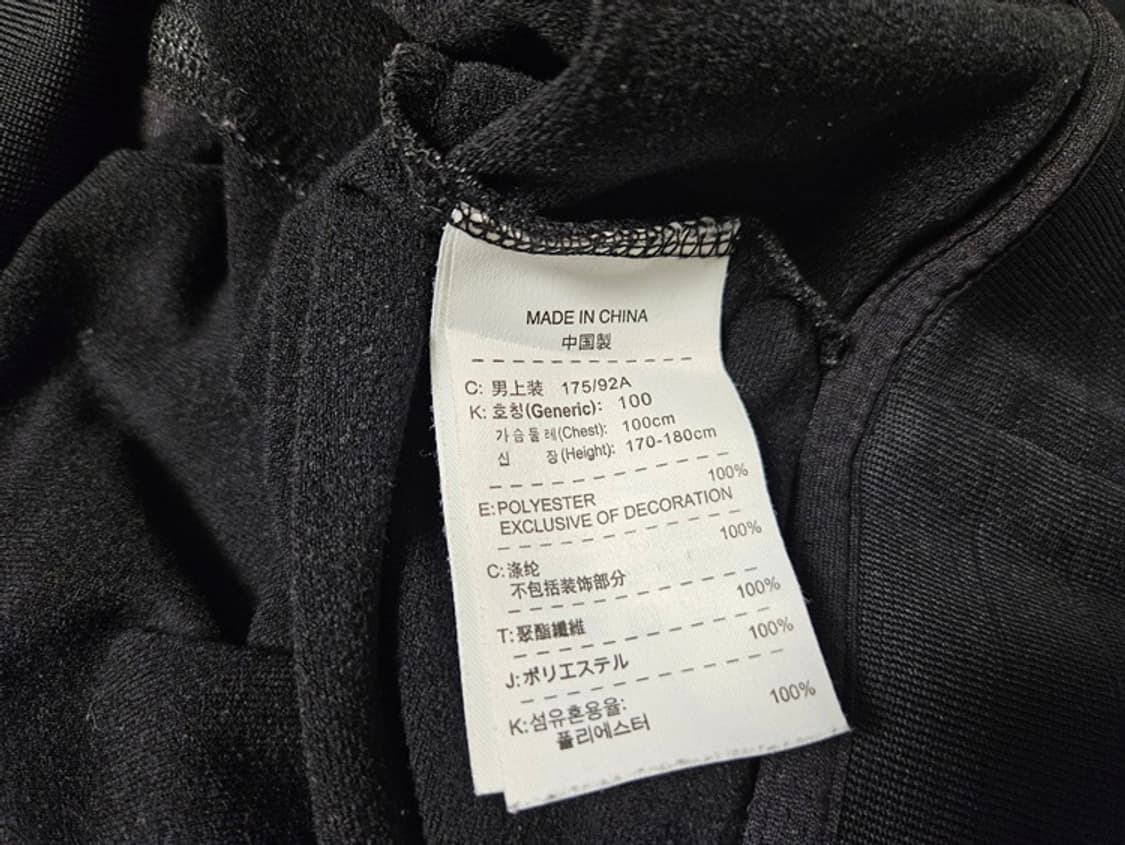 MADE IN CHINA
中国製
C: 男上装 175/92A
K: 호칭(Generic): 100
가슴둘레(Chest): 100cm
신 장(Height): 170-180cm
E:POLYESTER 100%
EXCLUSIVE OF DECORATION
C:涤纶 100%
不包括装饰部分
T:聚酯纖維 100%
J:ポリエステル 100%
K:섬유혼용율:
폴리에스터 100%